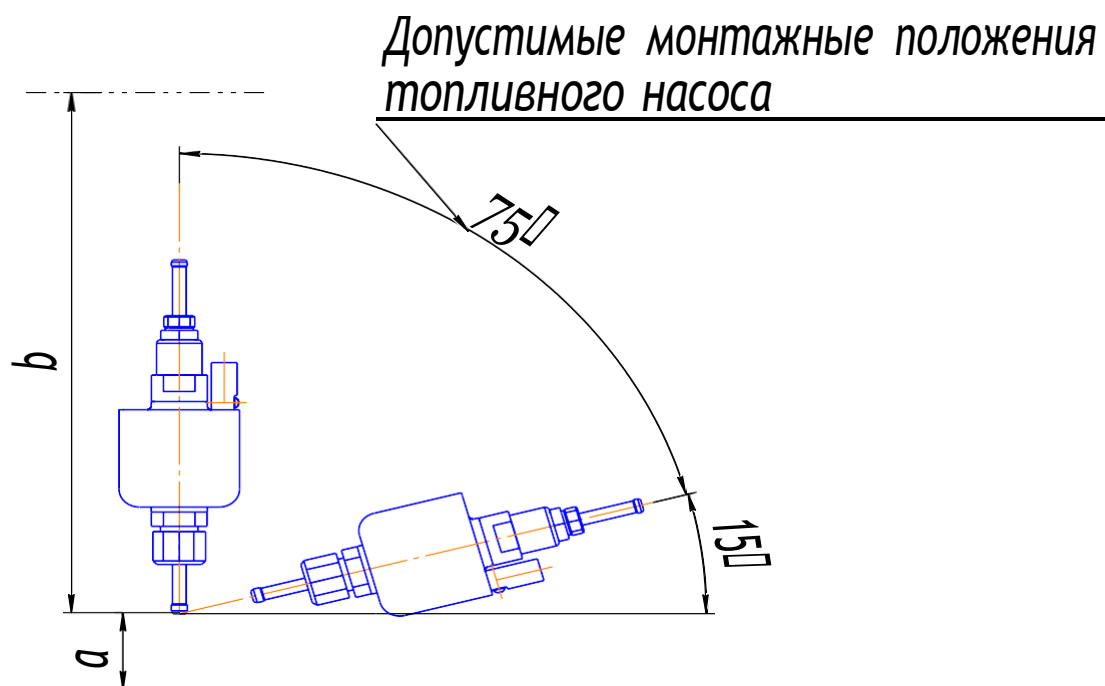 Допустимые монтажные положения
топливного насоса
75▯
b
15▯
a